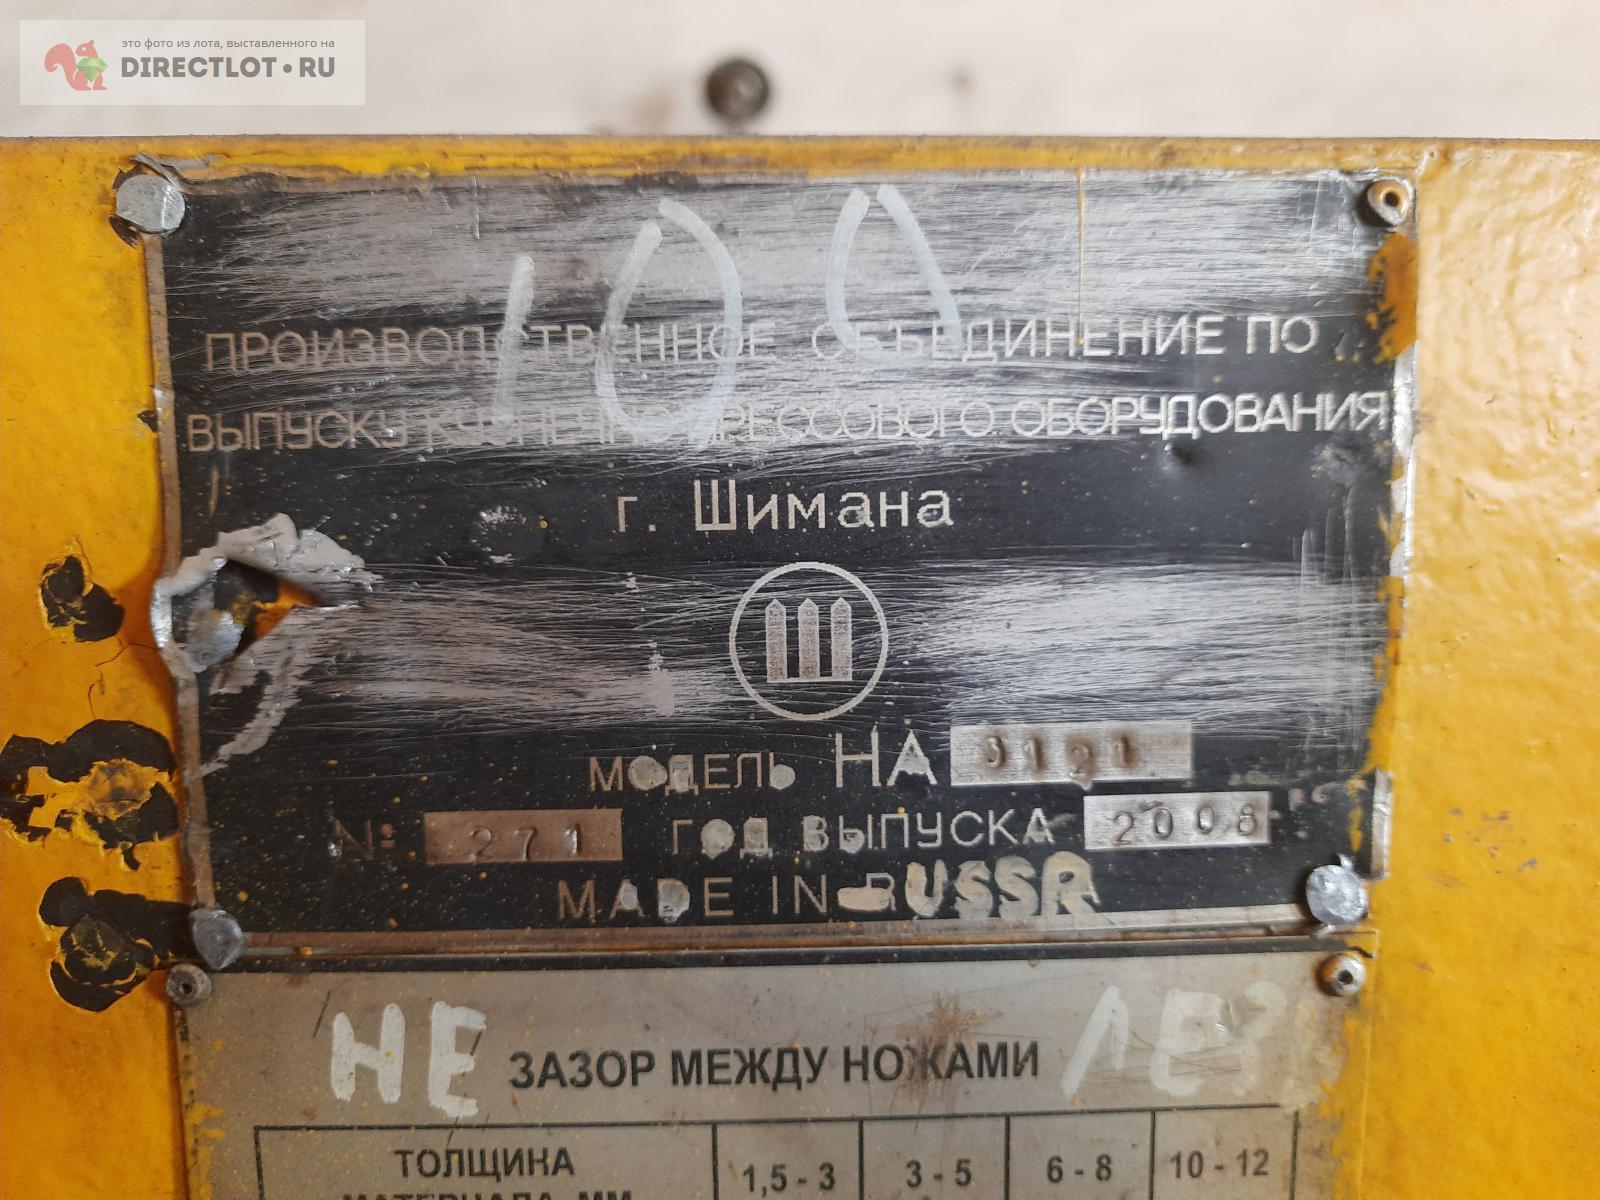 это фото из лота, выставленного на
DIRECTLOT•RU
100
ПРОИЗВОДСТВЕННОЕ ОБЪЕДИНЕНИЕ ПО
ВЫПУСКУ КУЗНЕЧНО-ПРЕССОВОГО ОБОРУДОВАНИЯ
г. Шимана
Ш
МОДЕЛЬ НА 3121
№ 271 ГОД ВЫПУСКА 2008
MADE IN USSR
НЕ ЗАЗОР МЕЖДУ НОЖАМИ
ТОЛЩИНА 1,5-3 3-5 6-8 10-12
МАТЕРИАЛА, ММ